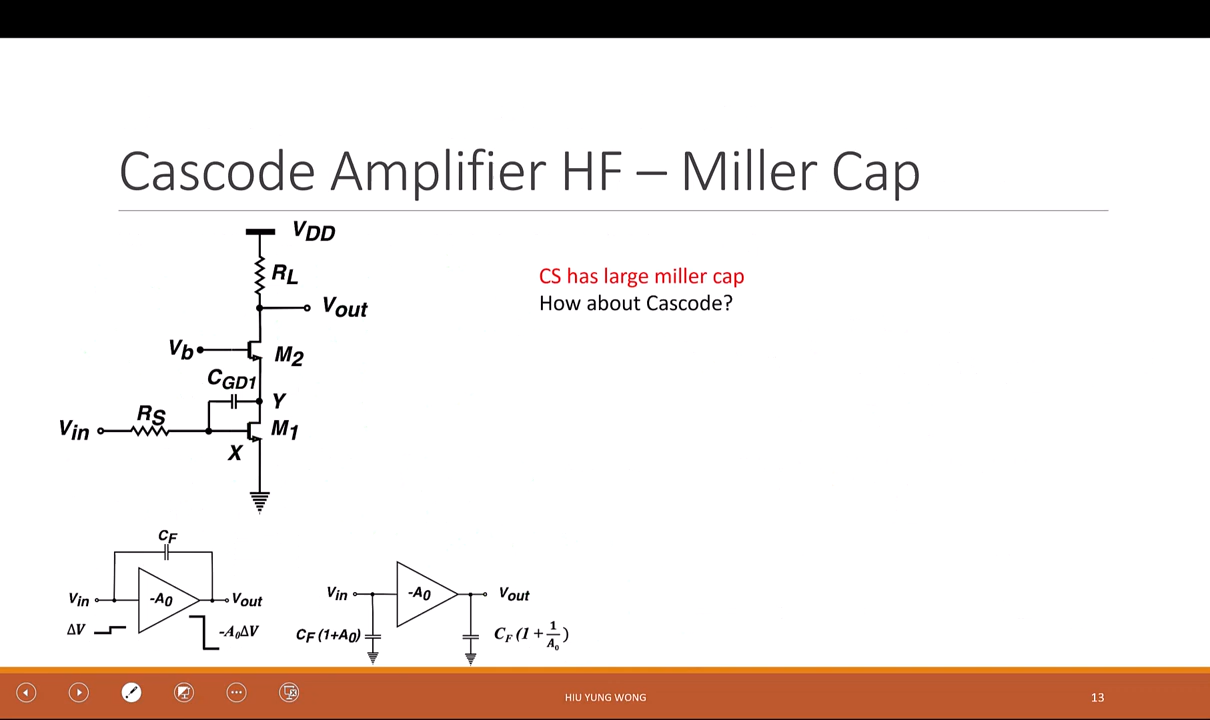 Cascode Amplifier HF – Miller Cap
VDD
RL
Vout
Vb
M2
CGD1
Y
RS
Vin
M1
X
CS has large miller cap
How about Cascode?
CF
Vin
-A0
Vout
ΔV
-A0ΔV
Vin
-A0
Vout
CF(1+A0)
CF(1+1/A0)
HIU YUNG WONG
13